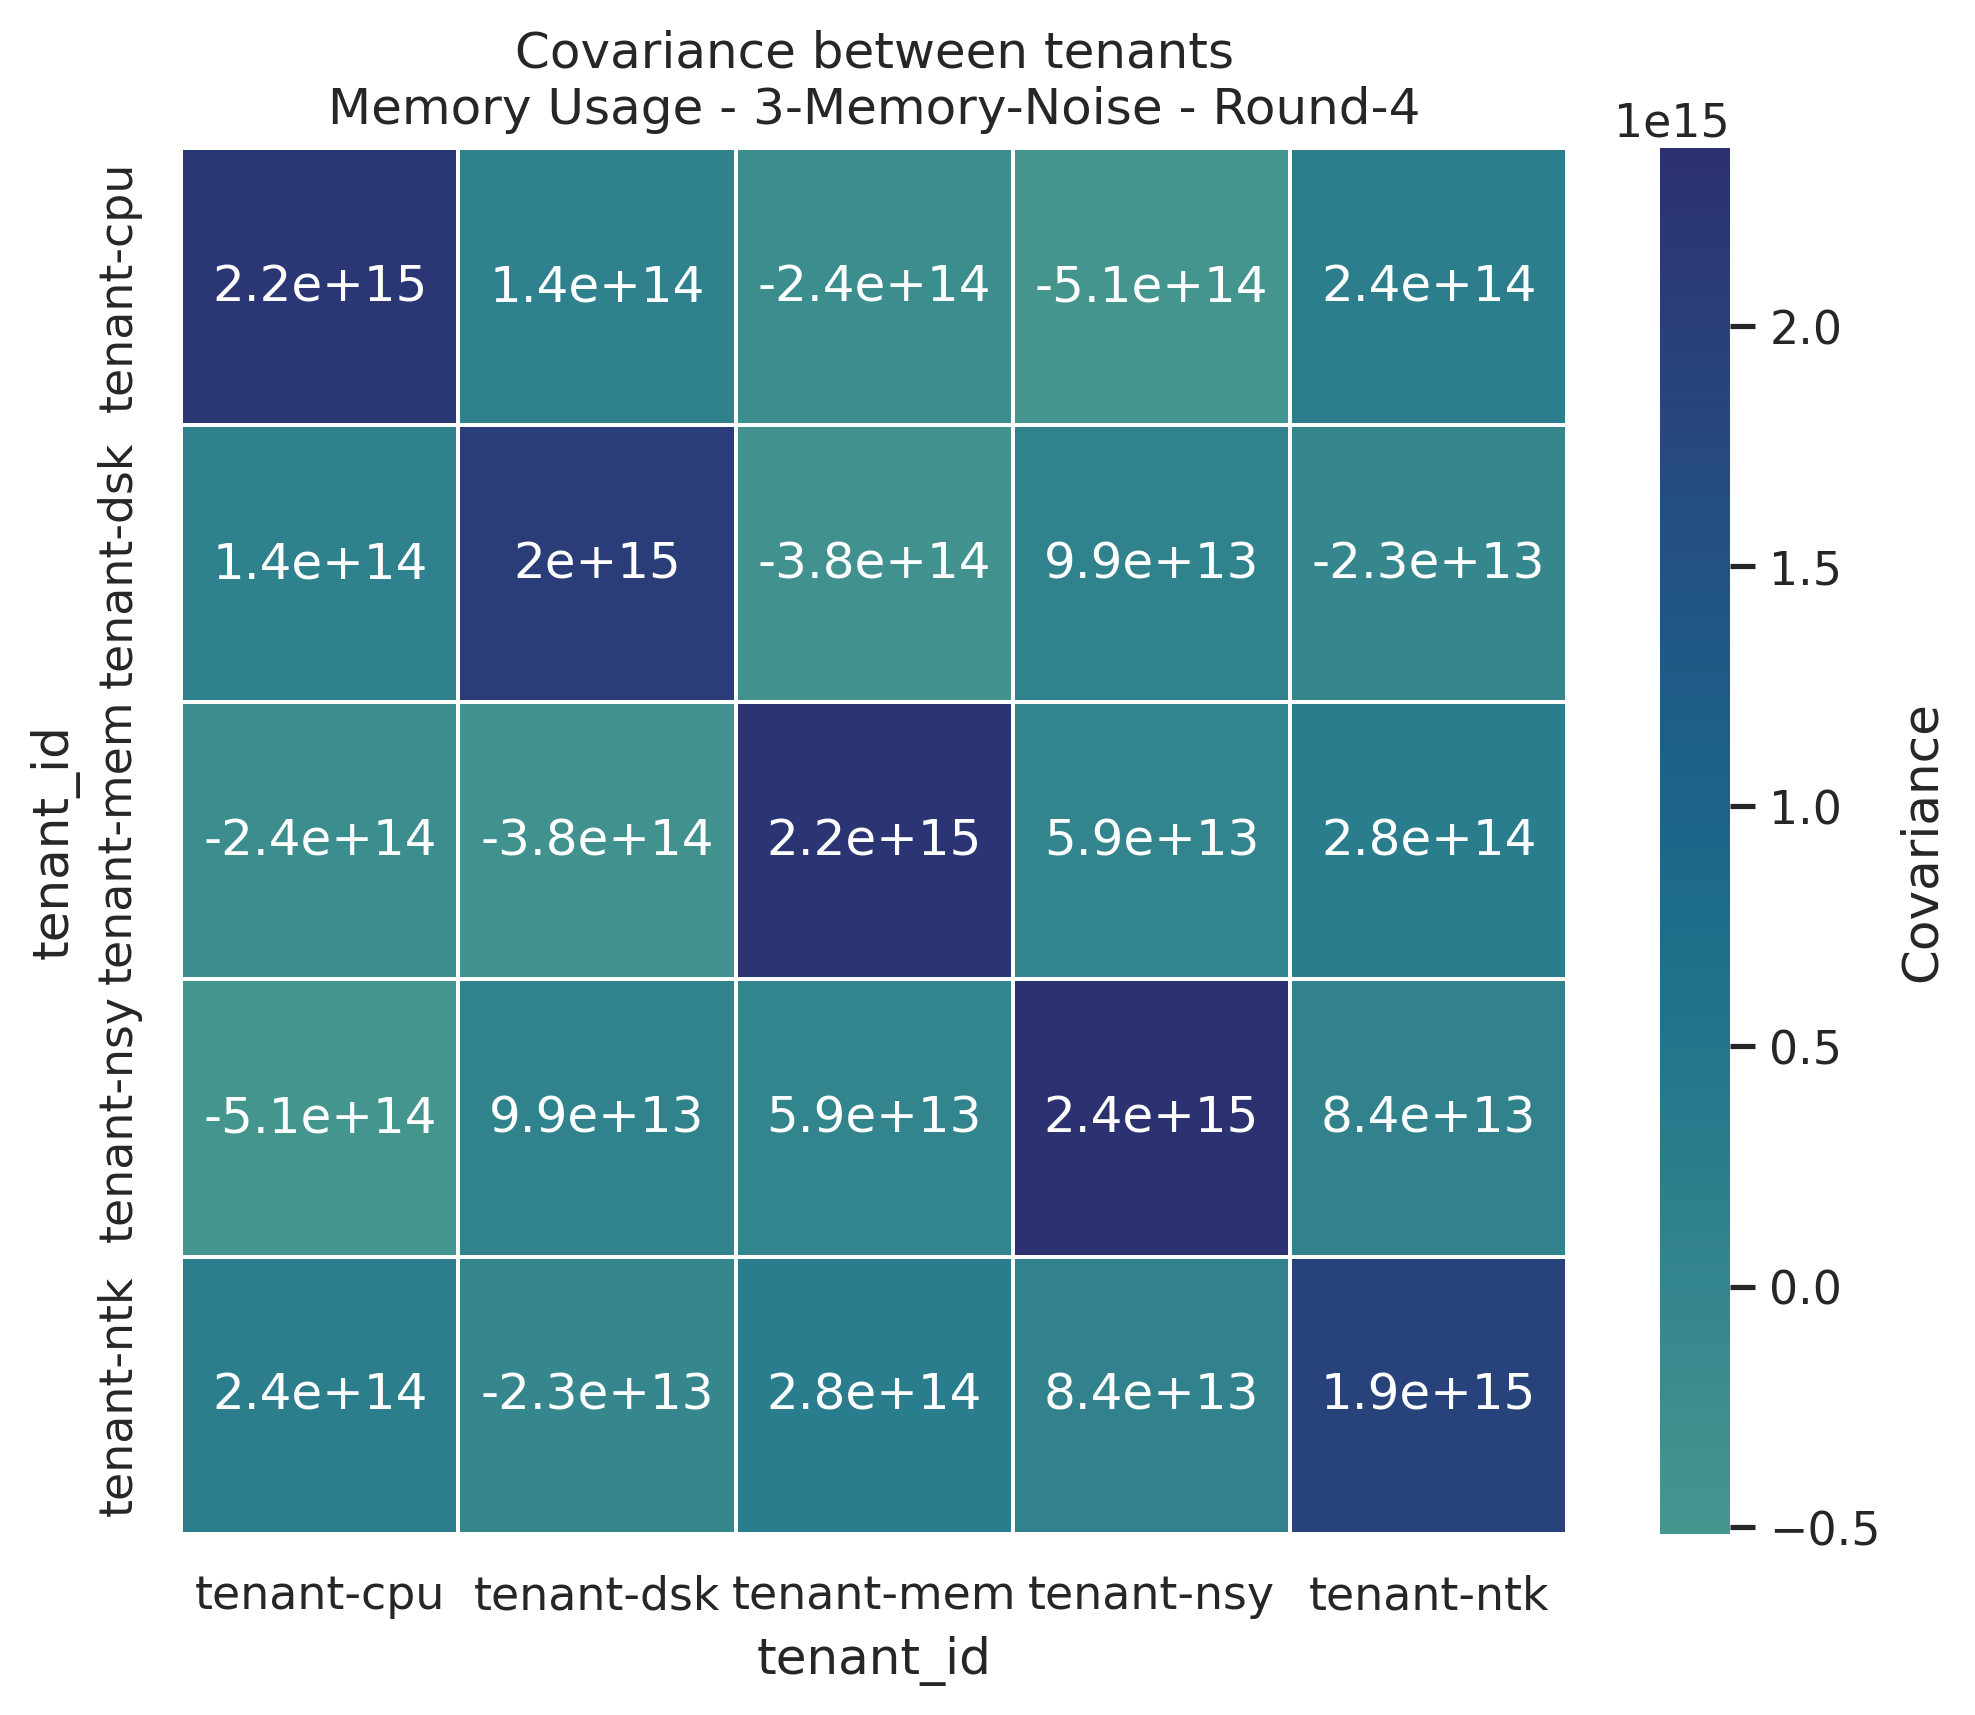 Covariance between tenants
Memory Usage - 3-Memory-Noise - Round-4
1e15
tenant_id
tenant-cpu
2.2e+15 1.4e+14 -2.4e+14 -5.1e+14 2.4e+14
tenant-dsk
1.4e+14 2e+15 -3.8e+14 9.9e+13 -2.3e+13
tenant-mem
-2.4e+14 -3.8e+14 2.2e+15 5.9e+13 2.8e+14
tenant-nsy
-5.1e+14 9.9e+13 5.9e+13 2.4e+15 8.4e+13
tenant-ntk
2.4e+14 -2.3e+13 2.8e+14 8.4e+13 1.9e+15
tenant-cpu tenant-dsk tenant-mem tenant-nsy tenant-ntk
tenant_id
2.0
1.5
1.0
0.5
0.0
−0.5
Covariance